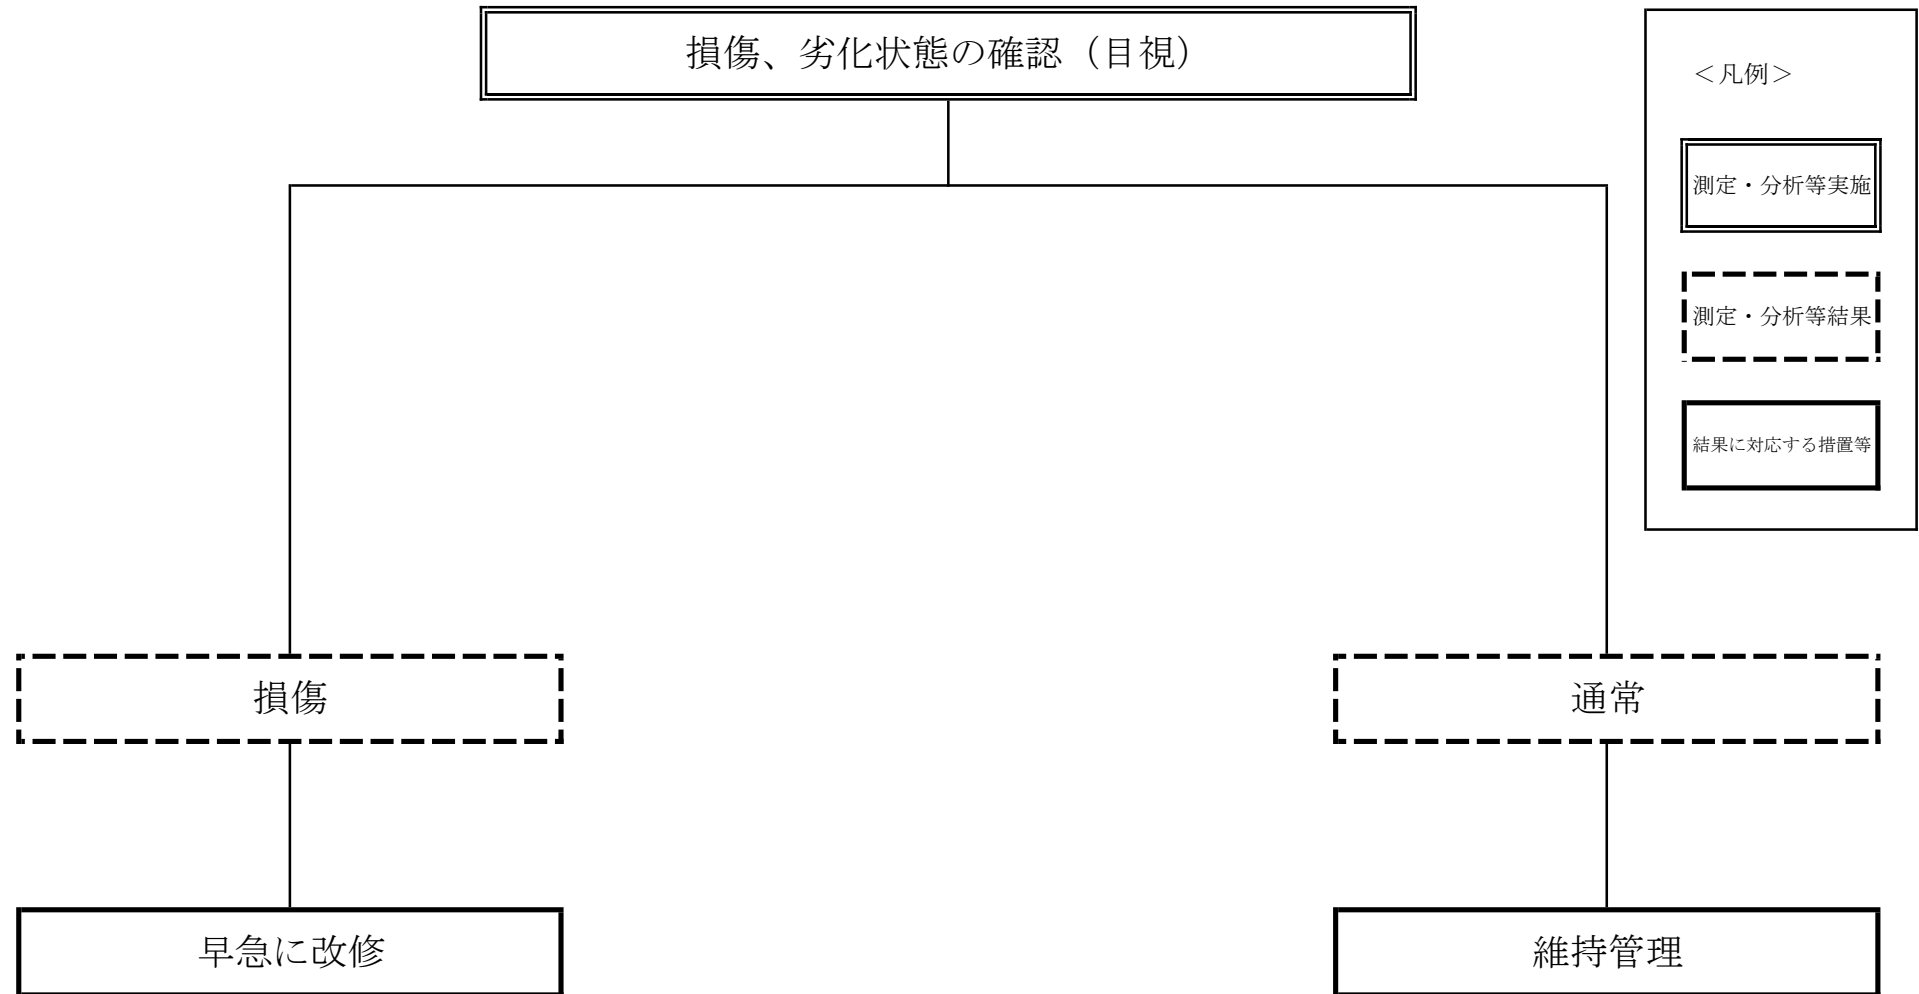 損傷、劣化状態の確認（目視）
＜凡例＞
測定・分析等実施
測定・分析等結果
結果に対応する措置等
損傷
通常
早急に改修
維持管理